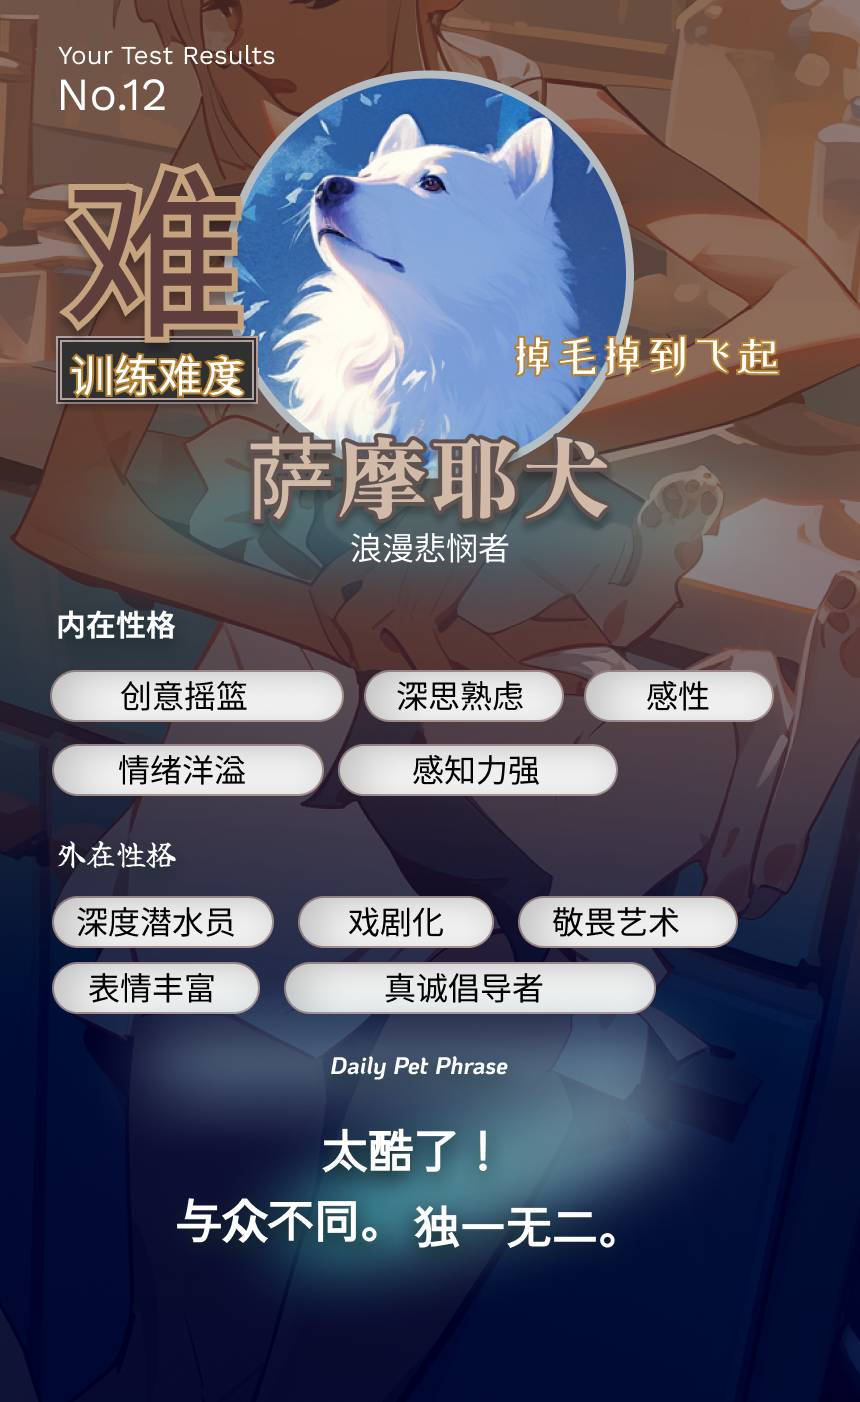 Your Test Results
No.12
难
训练难度
掉毛掉到飞起
萨摩耶犬
浪漫悲悯者
内在性格
创意摇篮 深思熟虑 感性
情绪洋溢 感知力强
外在性格
深度潜水员 戏剧化 敬畏艺术
表情丰富 真诚倡导者
Daily Pet Phrase
太酷了！
与众不同。独一无二。